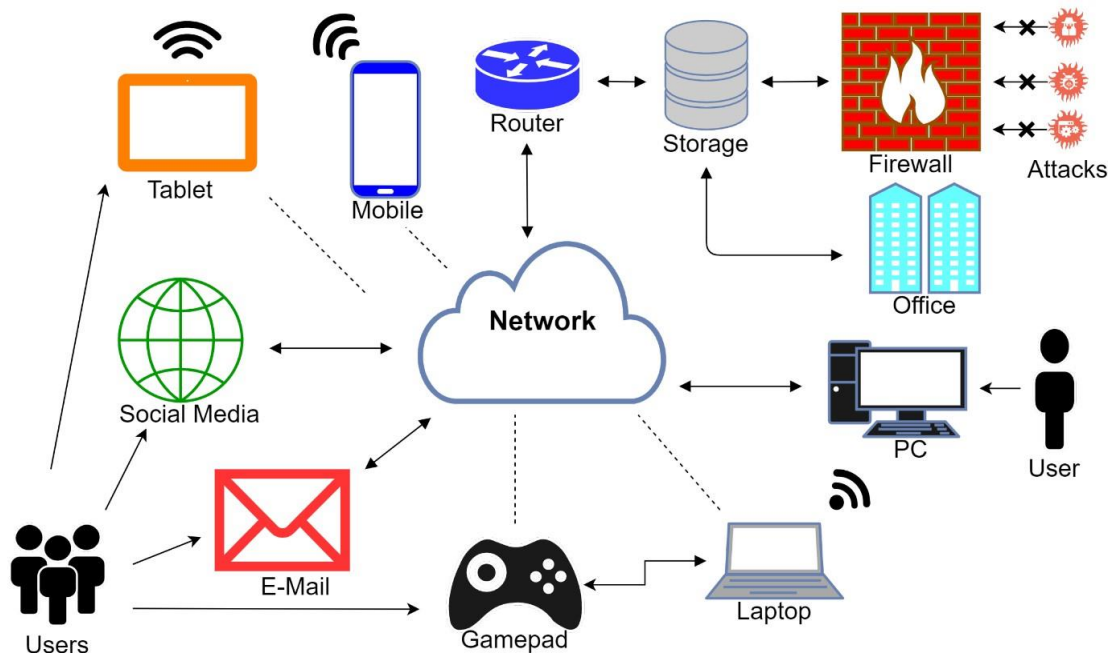 Router
Storage
Firewall
Attacks
Tablet
Mobile
Office
Network
Social Media
PC
User
E-Mail
Laptop
Gamepad
Users